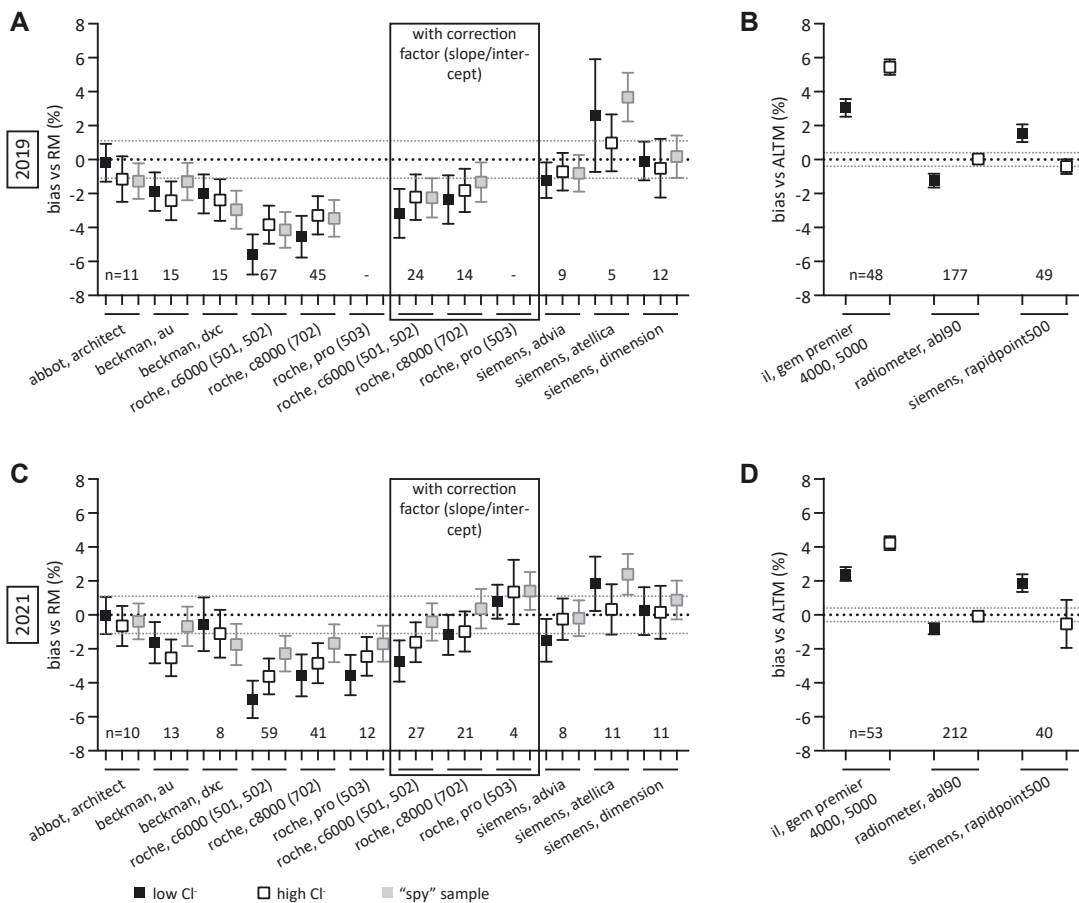 A
with correction
factor (slope/inter-
cept)
2019
bias vs RM (%)
8
6
4
2
0
-2
-4
-6
-8
n=11 15 15 67 45 - 24 14 - 9 5 12
abbot, architect
beckman, au
beckman, dxc
roche, c6000 (501, 502)
roche, c8000 (702)
roche, pro (503)
roche, c6000 (501, 502)
roche, c8000 (702)
roche, pro (503)
siemens, advia
siemens, atellica
siemens, dimension
B
bias vs ALTM (%)
8
6
4
2
0
-2
-4
-6
-8
n=48 177 49
il, gem premier
4000, 5000
radiometer, abl90
siemens, rapidpoint500
C
with correction
factor (slope/inter-
cept)
2021
bias vs RM (%)
8
6
4
2
0
-2
-4
-6
-8
n=10 13 8 59 41 12 27 21 4 8 11 11
abbot, architect
beckman, au
beckman, dxc
roche, c6000 (501, 502)
roche, c8000 (702)
roche, pro (503)
roche, c6000 (501, 502)
roche, c8000 (702)
roche, pro (503)
siemens, advia
siemens, atellica
siemens, dimension
D
bias vs ALTM (%)
8
6
4
2
0
-2
-4
-6
-8
n=53 212 40
il, gem premier
4000, 5000
radiometer, abl90
siemens, rapidpoint500
low Cl⁻ high Cl⁻ “spy” sample